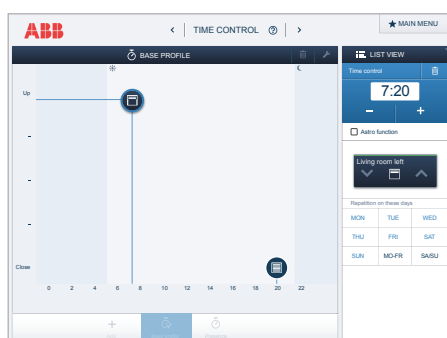 ABB
TIME CONTROL
MAIN MENU
BASE PROFILE
LIST VIEW
Time control
7:20
Astro function
Living room left
Repetition on these days
MON TUE WED
THU FRI SAT
SUN MO-FR SA/SU
Up
Close
0 2 4 6 8 10 12 14 16 18 20 22